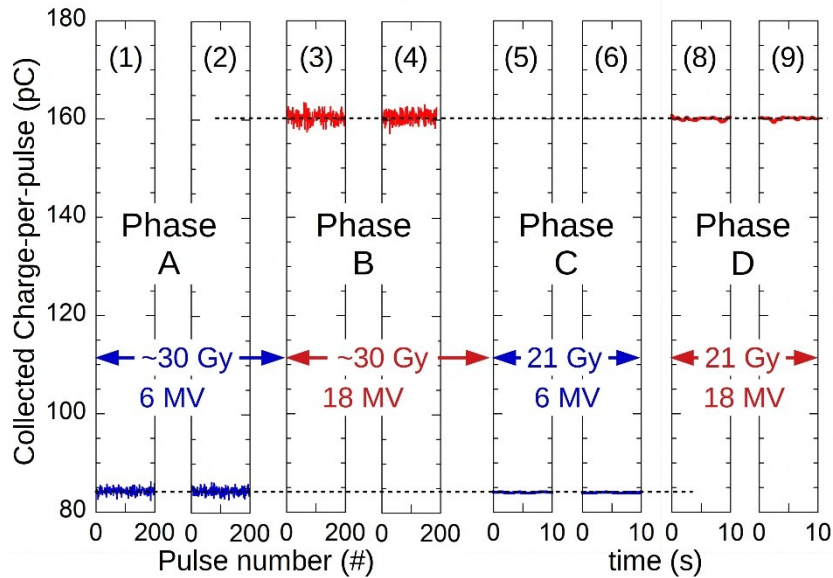 Collected Charge-per-pulse (pC)
180
160
140
120
100
80
(1) (2) (3) (4) (5) (6) (8) (9)
Phase A
Phase B
Phase C
Phase D
~30 Gy
6 MV
~30 Gy
18 MV
21 Gy
6 MV
21 Gy
18 MV
0 200 0 200 0 200 0 200 0 10 0 10 0 10 0 10
Pulse number (#) time (s)